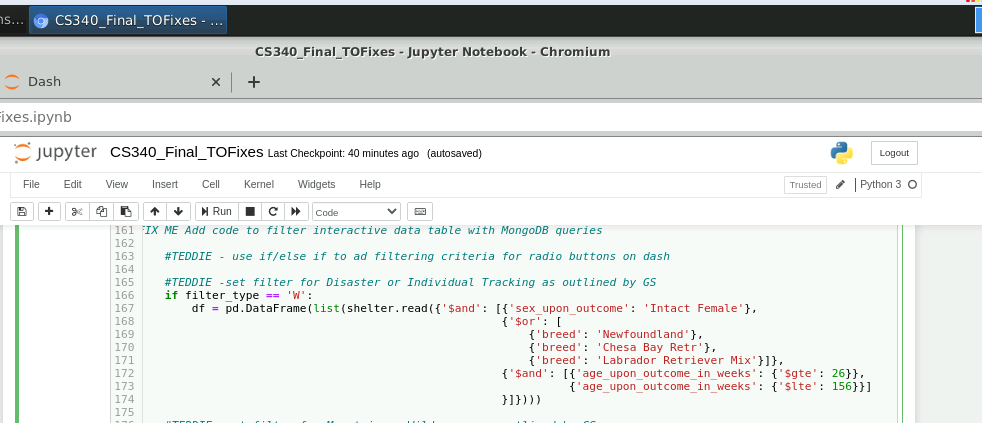 ns...
CS340_Final_TOFixes - ...
CS340_Final_TOFixes - Jupyter Notebook - Chromium
Dash
Fixes.ipynb
jupyter CS340_Final_TOFixes Last Checkpoint: 40 minutes ago (autosaved)
Logout
File Edit View Insert Cell Kernel Widgets Help
Trusted Python 3
Run
Code
161 FIX ME Add code to filter interactive data table with MongoDB queries
162
163 #TEDDIE - use if/else if to ad filtering criteria for radio buttons on dash
164
165 #TEDDIE -set filter for Disaster or Individual Tracking as outlined by GS
166 if filter_type == 'W':
167 df = pd.DataFrame(list(shelter.read({'$and': [{'sex_upon_outcome': 'Intact Female'},
168 {'$or': [
169 {'breed': 'Newfoundland'},
170 {'breed': 'Chesa Bay Retr'},
171 {'breed': 'Labrador Retriever Mix'}]},
172 {'$and': [{'age_upon_outcome_in_weeks': {'$gte': 26}},
173 {'age_upon_outcome_in_weeks': {'$lte': 156}}]
174 }]})))
175